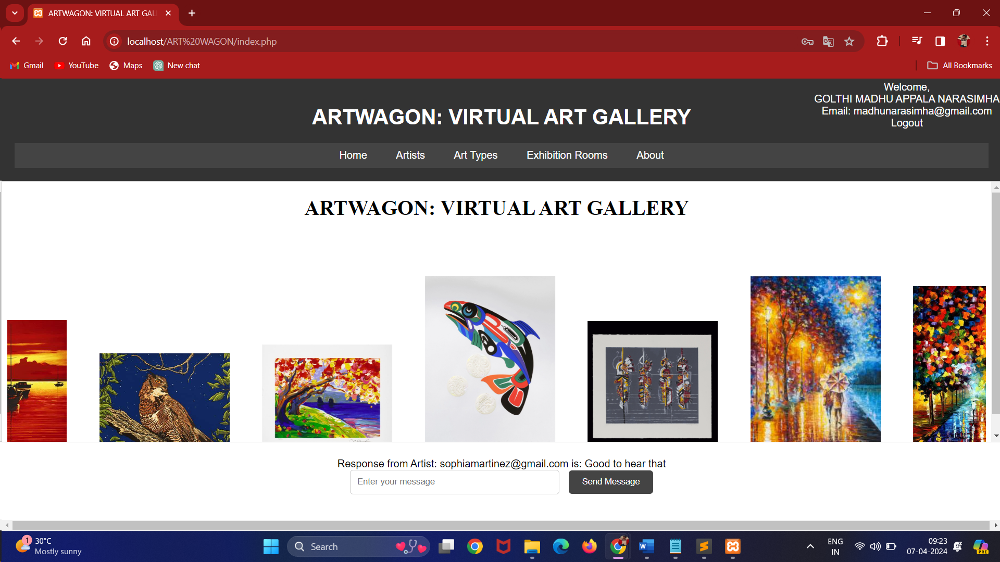 ARTWAGON: VIRTUAL ART GAL
localhost/ART%20WAGON/index.php
Gmail
YouTube
Maps
New chat
All Bookmarks
Welcome,
GOLTHI MADHU APPALA NARASIMHA
Email: madhunarasimha@gmail.com
Logout
ARTWAGON: VIRTUAL ART GALLERY
Home
Artists
Art Types
Exhibition Rooms
About
ARTWAGON: VIRTUAL ART GALLERY
Response from Artist: sophiamartinez@gmail.com is: Good to hear that
Enter your message
Send Message
1
30°C
Mostly sunny
Search
ENG
IN
09:23
07-04-2024
PRE